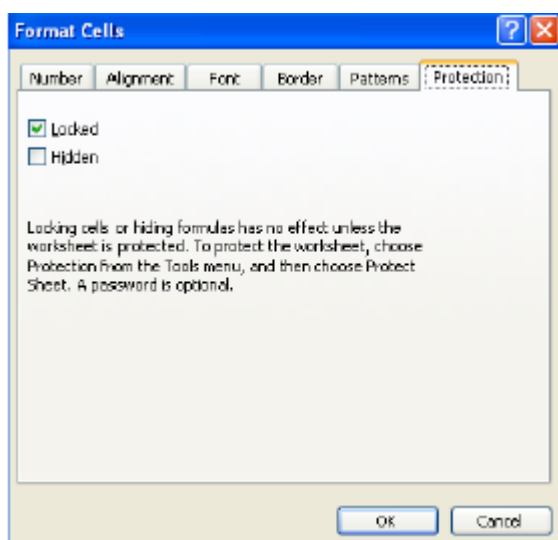 Format Cells
Number Alignment Font Border Patterns Protection
Locked
Hidden
Locking cells or hiding formulas has no effect unless the
worksheet is protected. To protect the worksheet, choose
Protection from the Tools menu, and then choose Protect
Sheet. A password is optional.
OK Cancel